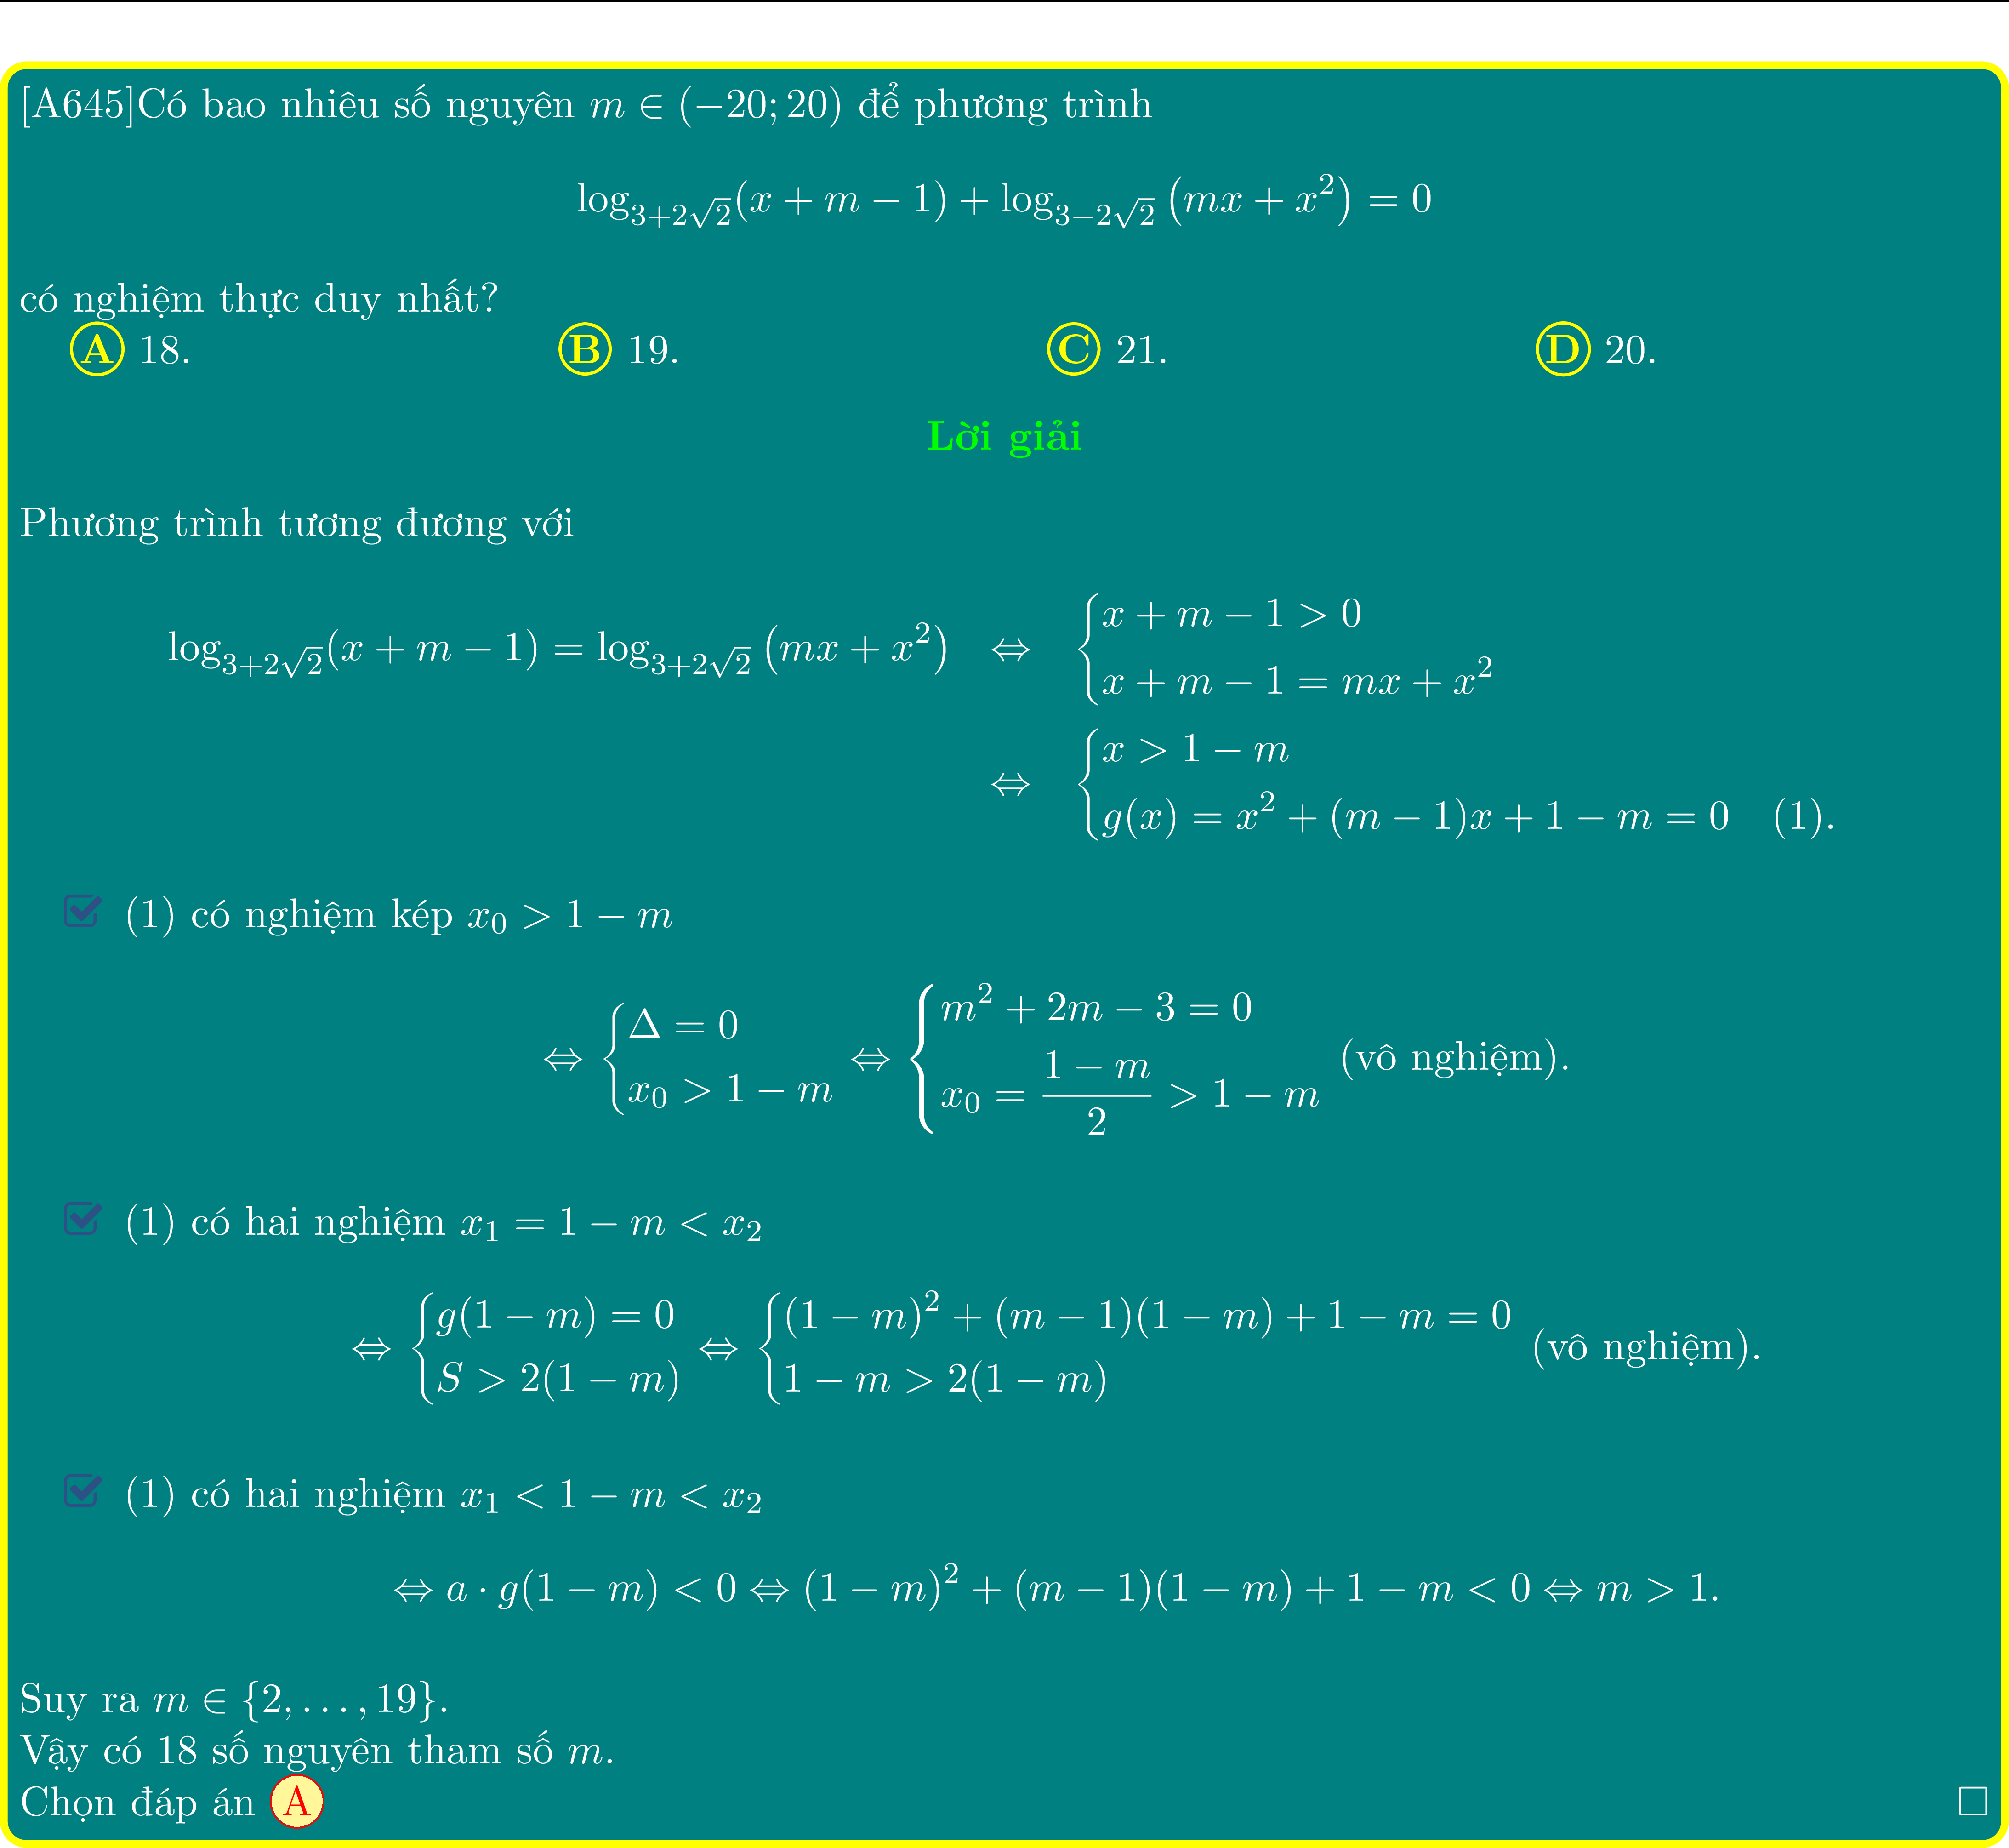 [A645]Có bao nhiêu số nguyên $m \in (-20; 20)$ để phương trình
$\log_{3+2\sqrt{2}}(x + m - 1) + \log_{3-2\sqrt{2}}(mx + x^2) = 0$
có nghiệm thực duy nhất?
A 18. B 19. C 21. D 20.
Lời giải
Phương trình tương đương với
$\log_{3+2\sqrt{2}}(x + m - 1) = \log_{3+2\sqrt{2}}(mx + x^2) \Leftrightarrow \begin{cases} x + m - 1 > 0 \\ x + m - 1 = mx + x^2 \end{cases}$
$\Leftrightarrow \begin{cases} x > 1 - m \\ g(x) = x^2 + (m - 1)x + 1 - m = 0 \quad (1). \end{cases}$
(1) có nghiệm kép $x_0 > 1 - m$
$\Leftrightarrow \begin{cases} \Delta = 0 \\ x_0 > 1 - m \end{cases} \Leftrightarrow \begin{cases} m^2 + 2m - 3 = 0 \\ x_0 = \dfrac{1 - m}{2} > 1 - m \end{cases}$ (vô nghiệm).
(1) có hai nghiệm $x_1 = 1 - m < x_2$
$\Leftrightarrow \begin{cases} g(1 - m) = 0 \\ S > 2(1 - m) \end{cases} \Leftrightarrow \begin{cases} (1 - m)^2 + (m - 1)(1 - m) + 1 - m = 0 \\ 1 - m > 2(1 - m) \end{cases}$ (vô nghiệm).
(1) có hai nghiệm $x_1 < 1 - m < x_2$
$\Leftrightarrow a \cdot g(1 - m) < 0 \Leftrightarrow (1 - m)^2 + (m - 1)(1 - m) + 1 - m < 0 \Leftrightarrow m > 1.$
Suy ra $m \in \{2, \ldots, 19\}$.
Vậy có 18 số nguyên tham số $m$.
Chọn đáp án A □